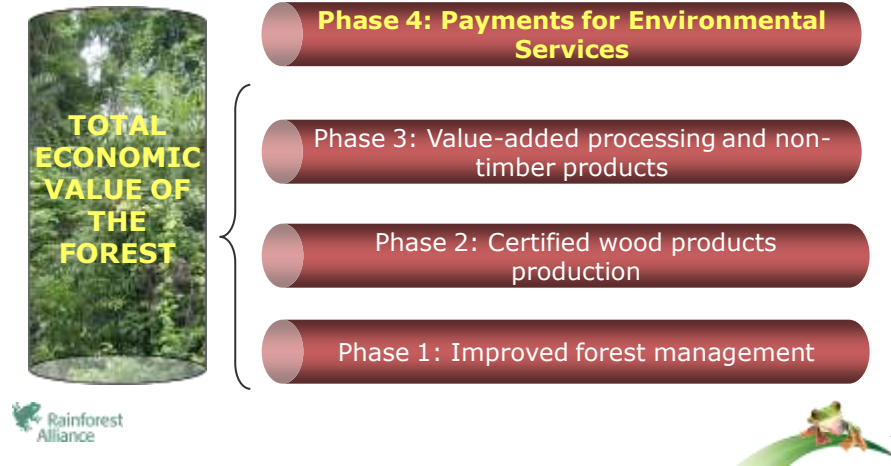 TOTAL
ECONOMIC
VALUE OF
THE
FOREST
Phase 4: Payments for Environmental
Services
Phase 3: Value-added processing and non-
timber products
Phase 2: Certified wood products
production
Phase 1: Improved forest management
Rainforest
Alliance